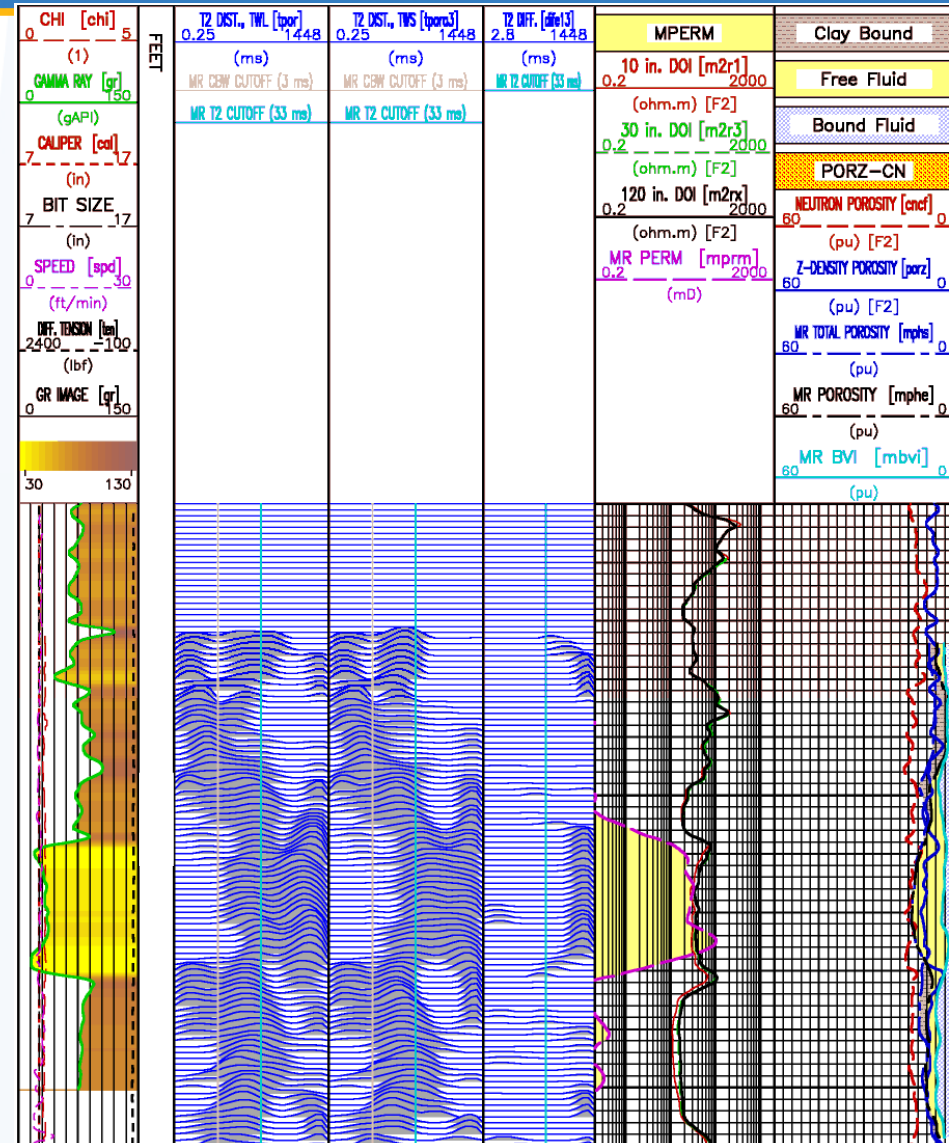 CHI [chi]
0 5
(1)
GAMMA RAY [gr]
0 150
(gAPI)
CALIPER [cal]
7 17
(in)
BIT SIZE
7 17
(in)
SPEED [spd]
0 30
(ft/min)
DIFF. TENSION [ten]
2400 -100
(lbf)
GR IMAGE [gr]
0 150
30 130
FEET
T2 DIST., TWL [tpor]
0.25 1448
(ms)
MR CBW CUTOFF (3 ms)
MR T2 CUTOFF (33 ms)
T2 DIST., TWS [tpora3]
0.25 1448
(ms)
MR CBW CUTOFF (3 ms)
MR T2 CUTOFF (33 ms)
T2 DIFF. [dife13]
2.8 1448
(ms)
MR T2 CUTOFF (33 ms)
MPERM
10 in. DOI [m2r1]
0.2 2000
(ohm.m) [F2]
30 in. DOI [m2r3]
0.2 2000
(ohm.m) [F2]
120 in. DOI [m2rx]
0.2 2000
(ohm.m) [F2]
MR PERM [mprm]
0.2 2000
(mD)
Clay Bound
Free Fluid
Bound Fluid
PORZ-CN
NEUTRON POROSITY [cncf]
60 0
(pu) [F2]
Z-DENSITY POROSITY [porz]
60 0
(pu) [F2]
MR TOTAL POROSITY [mphs]
60 0
(pu)
MR POROSITY [mphe]
60 0
(pu)
MR BVI [mbvi]
60 0
(pu)